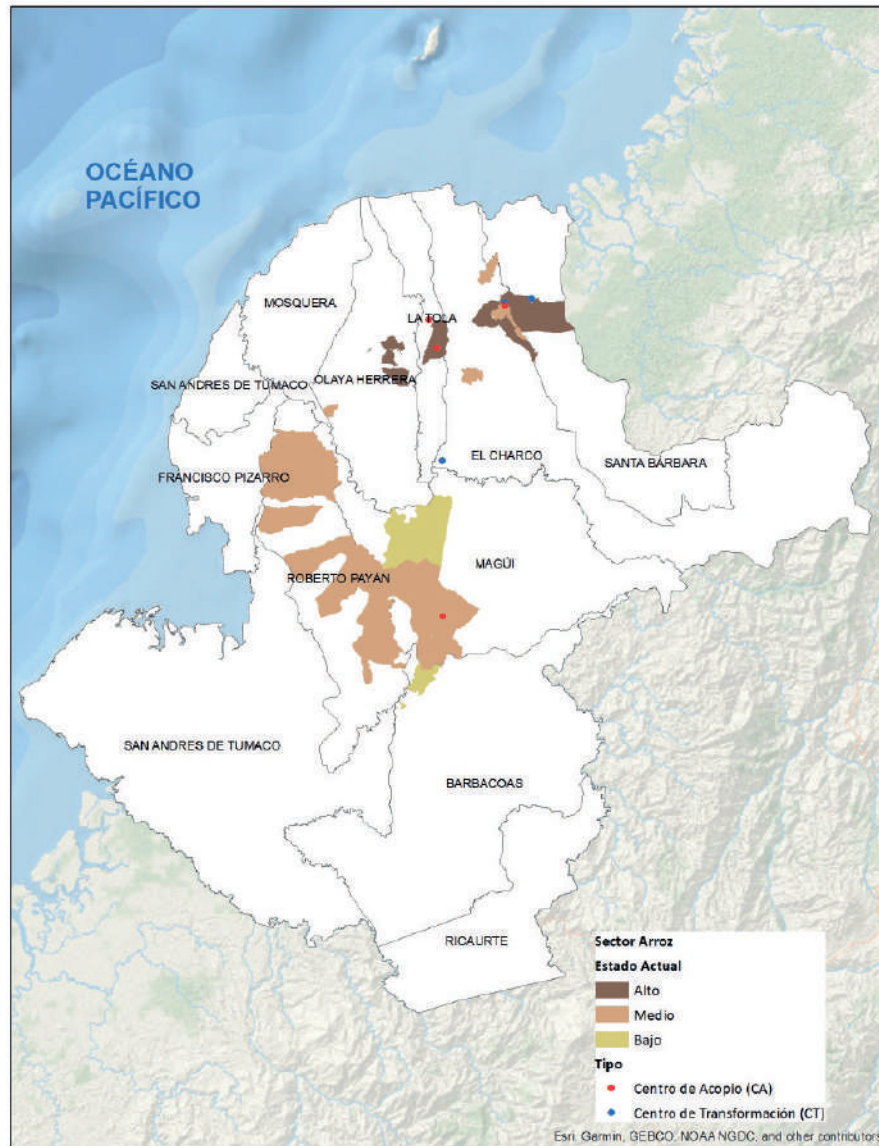 OCÉANO
PACÍFICO
MOSQUERA
LA TOLA
SAN ANDRES DE TUMACO
OLAYA HERRERA
EL CHARCO
SANTA BÁRBARA
FRANCISCO PIZARRO
MAGÜI
ROBERTO PAYÁN
SAN ANDRES DE TUMACO
BARBACOAS
RICAURTE
Sector Arroz
Estado Actual
Alto
Medio
Bajo
Tipo
Centro de Acopio (CA)
Centro de Transformación (CT)
Esri, Garmin, GEBCO, NOAA NGDC, and other contributors